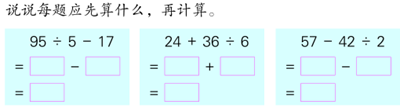 说说每题应先算什么，再计算。
95 ÷ 5 − 17    24 + 36 ÷ 6    57 − 42 ÷ 2
= −    = +    = −
=    =    =